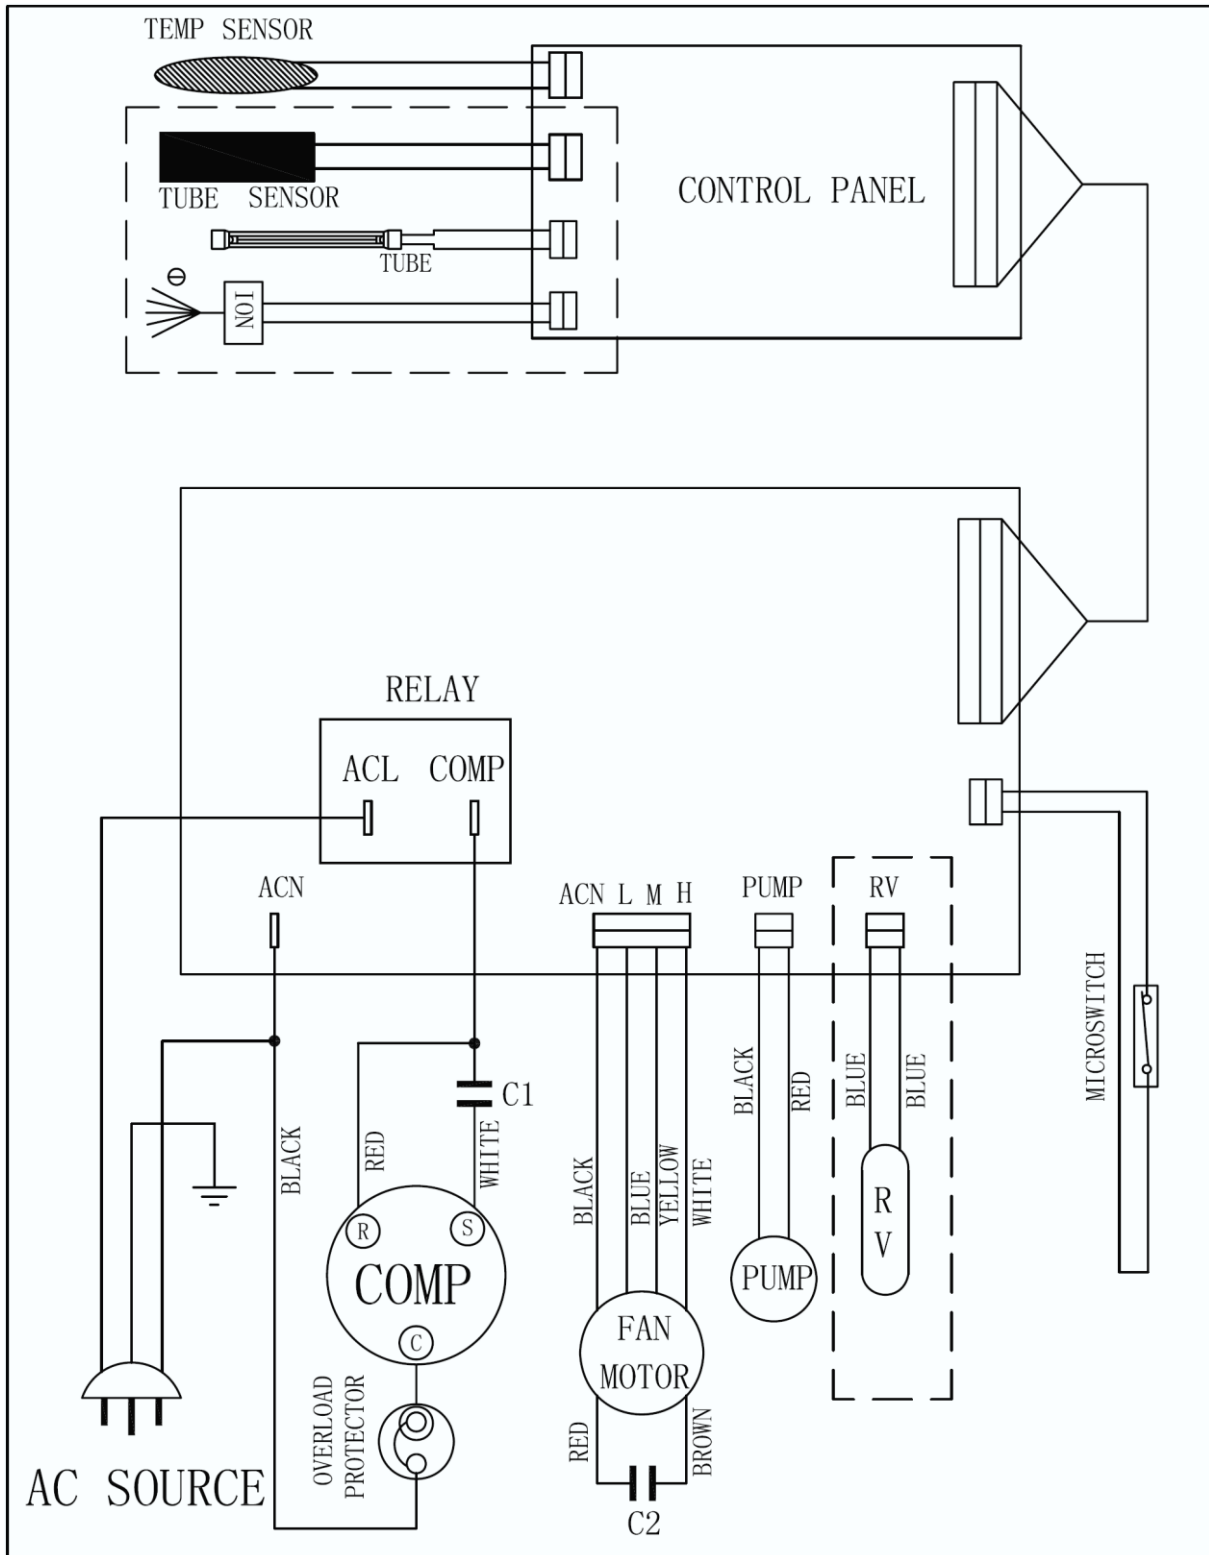 TEMP SENSOR
TUBE SENSOR
TUBE
ION
CONTROL PANEL
RELAY
ACL COMP
ACN
ACN L M H
PUMP
RV
MICROSWITCH
C1
BLACK
RED
WHITE
BLACK
BLUE
YELLOW
WHITE
BLACK
RED
BLUE
BLUE
R
S
COMP
C
FAN
MOTOR
PUMP
R
V
OVERLOAD
PROTECTOR
RED
BROWN
C2
AC SOURCE